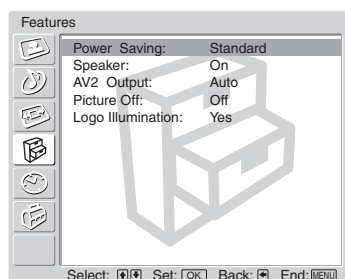 Features
Power Saving: Standard
Speaker: On
AV2 Output: Auto
Picture Off: Off
Logo Illumination: Yes
Select: Set: OK Back: End: MENU